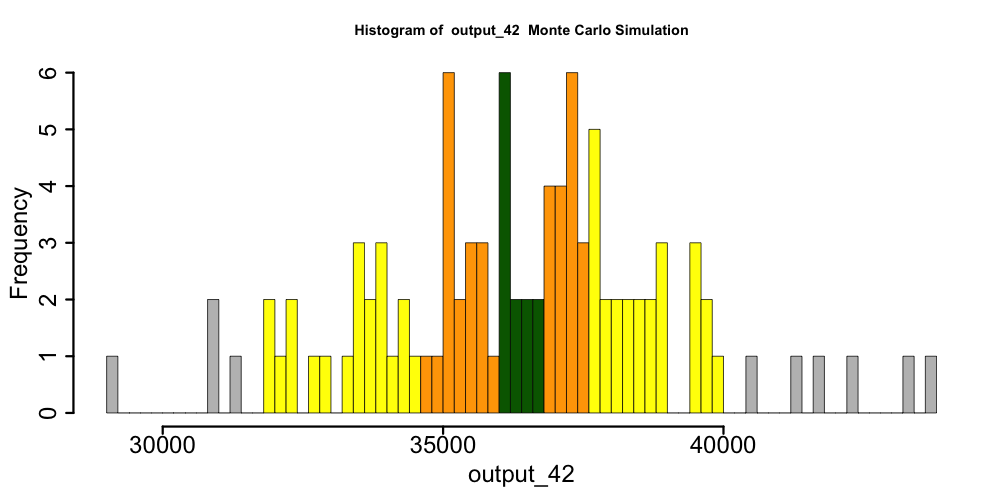 Histogram of output_42 Monte Carlo Simulation
Frequency
6
5
4
3
2
1
0
30000 35000 40000
output_42